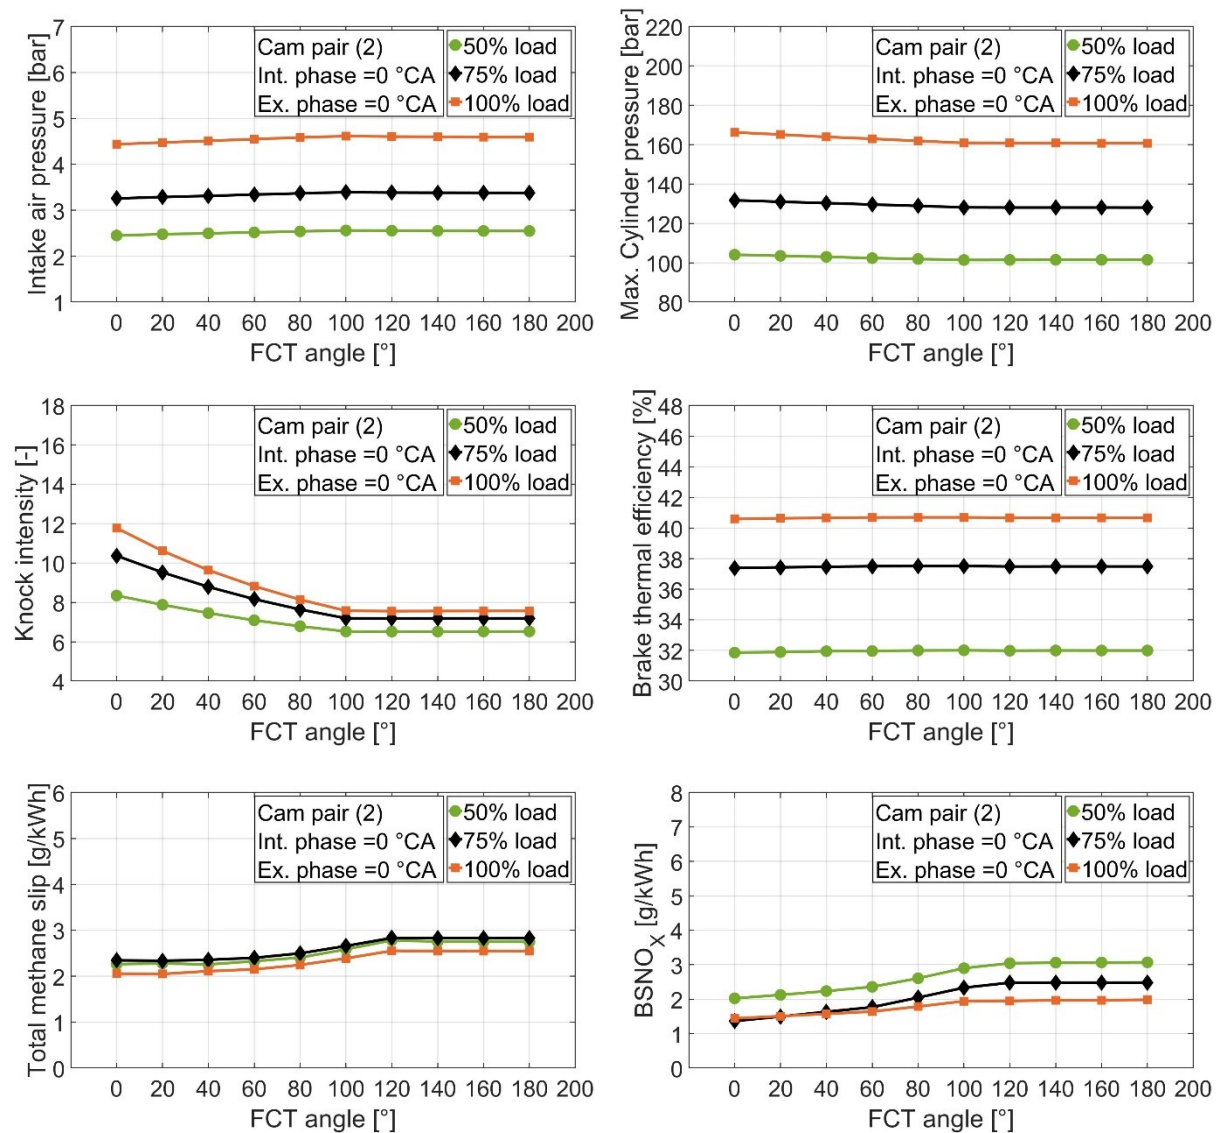 Intake air pressure [bar]
7
6
5
4
3
2
1
Cam pair (2)
Int. phase =0 °CA
Ex. phase =0 °CA
50% load
75% load
100% load
0 20 40 60 80 100 120 140 160 180 200
FCT angle [°]
Max. Cylinder pressure [bar]
220
200
180
160
140
120
100
80
Cam pair (2)
Int. phase =0 °CA
Ex. phase =0 °CA
50% load
75% load
100% load
0 20 40 60 80 100 120 140 160 180 200
FCT angle [°]
Knock intensity [-]
18
16
14
12
10
8
6
4
Cam pair (2)
Int. phase =0 °CA
Ex. phase =0 °CA
50% load
75% load
100% load
0 20 40 60 80 100 120 140 160 180 200
FCT angle [°]
Brake thermal efficiency [%]
48
46
44
42
40
38
36
34
32
30
Cam pair (2)
Int. phase =0 °CA
Ex. phase =0 °CA
50% load
75% load
100% load
0 20 40 60 80 100 120 140 160 180 200
FCT angle [°]
Total methane slip [g/kWh]
6
5
4
3
2
1
0
Cam pair (2)
Int. phase =0 °CA
Ex. phase =0 °CA
50% load
75% load
100% load
0 20 40 60 80 100 120 140 160 180 200
FCT angle [°]
BSNOX [g/kWh]
8
7
6
5
4
3
2
1
0
Cam pair (2)
Int. phase =0 °CA
Ex. phase =0 °CA
50% load
75% load
100% load
0 20 40 60 80 100 120 140 160 180 200
FCT angle [°]